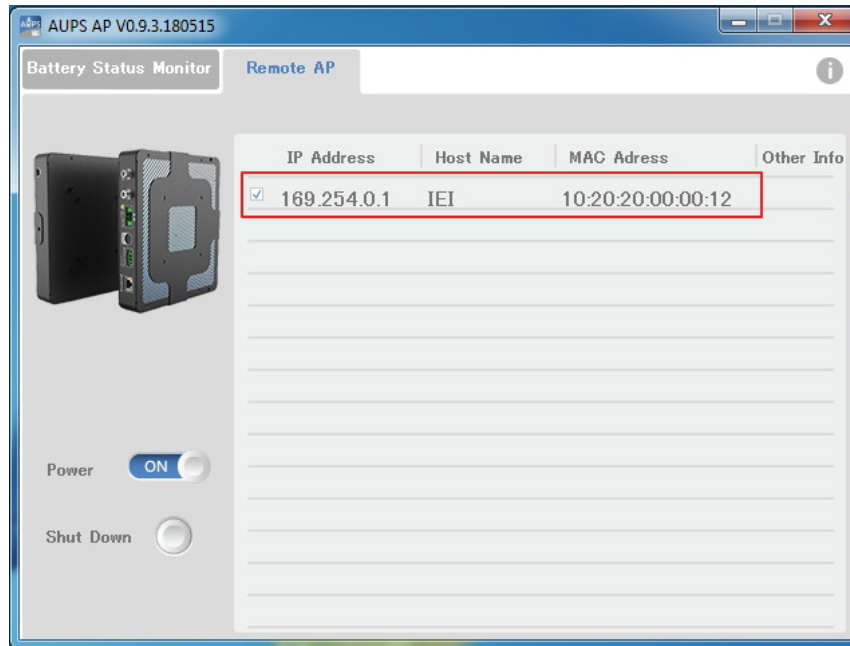 AUPS AP V0.9.3.180515
Battery Status Monitor Remote AP
IP Address Host Name MAC Adress Other Info
169.254.0.1 IEI 10:20:20:00:00:12
Power ON
Shut Down